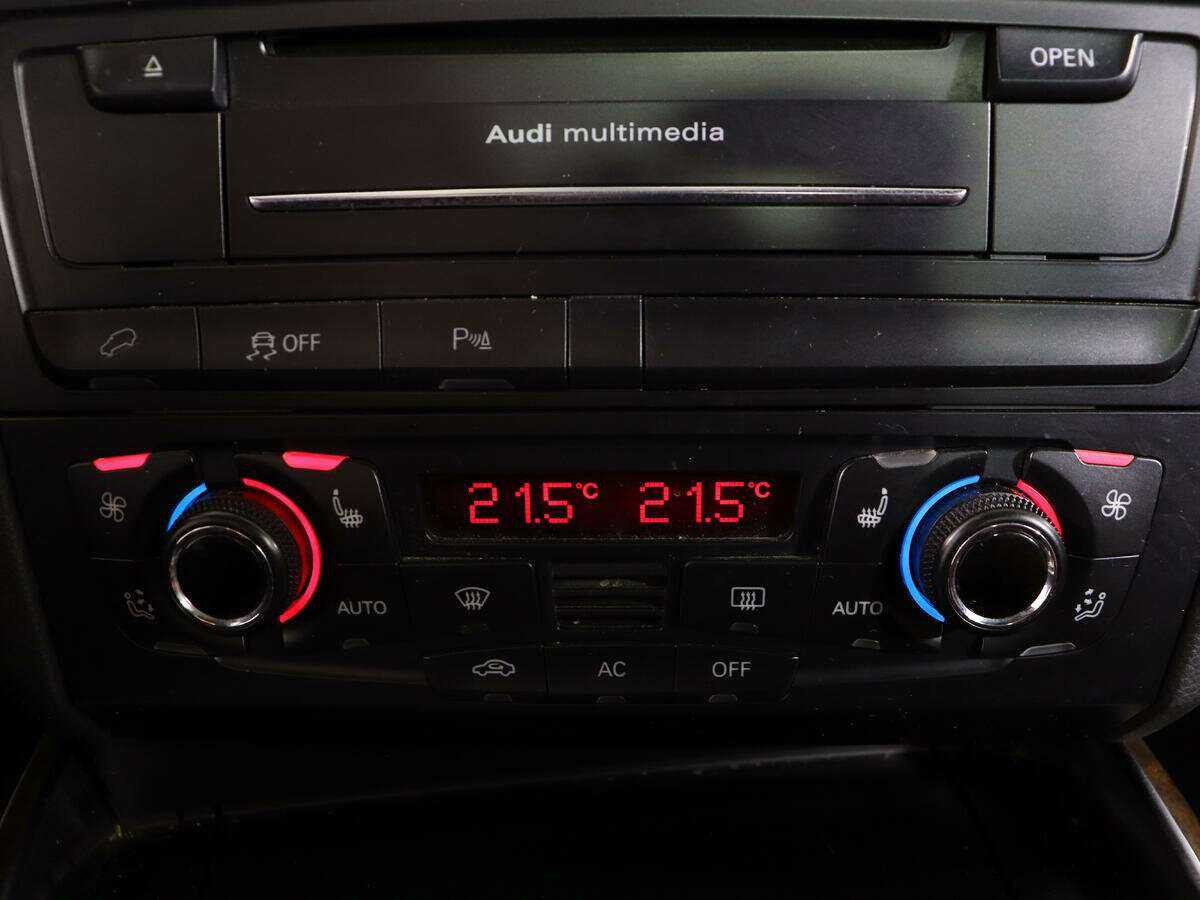 OPEN
Audi multimedia
OFF P
21.5°C 21.5°C
AUTO AUTO
AC OFF